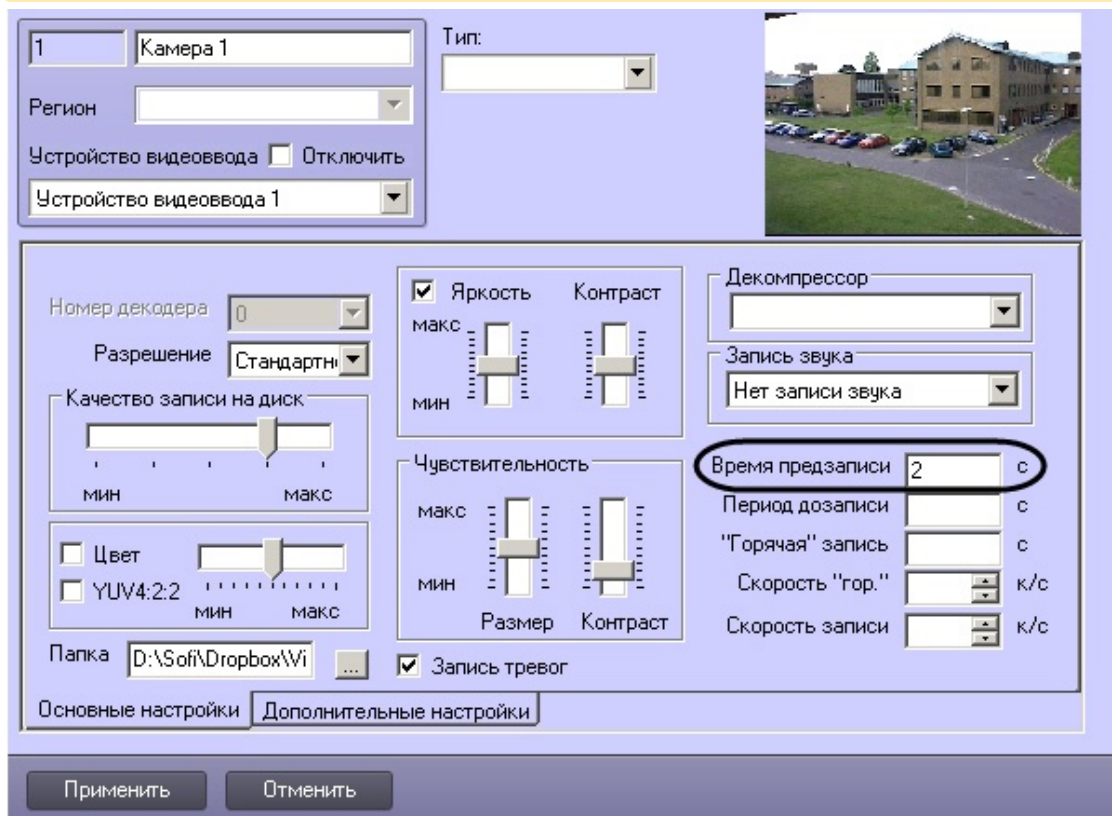 1
Камера 1
Тип:
Регион
Устройство видеоввода
Отключить
Устройство видеоввода 1
Номер декодера
0
Разрешение
Стандартн
Качество записи на диск
мин
макс
Цвет
YUV4:2:2
мин
макс
Папка
D:\Sofi\Dropbox\Vi
...
Яркость
Контраст
макс
мин
Чувствительность
макс
мин
Размер
Контраст
Запись тревог
Декомпрессор
Запись звука
Нет записи звука
Время предзаписи
2
с
Период дозаписи
с
"Горячая" запись
с
Скорость "гор."
к/с
Скорость записи
к/с
Основные настройки
Дополнительные настройки
Применить
Отменить